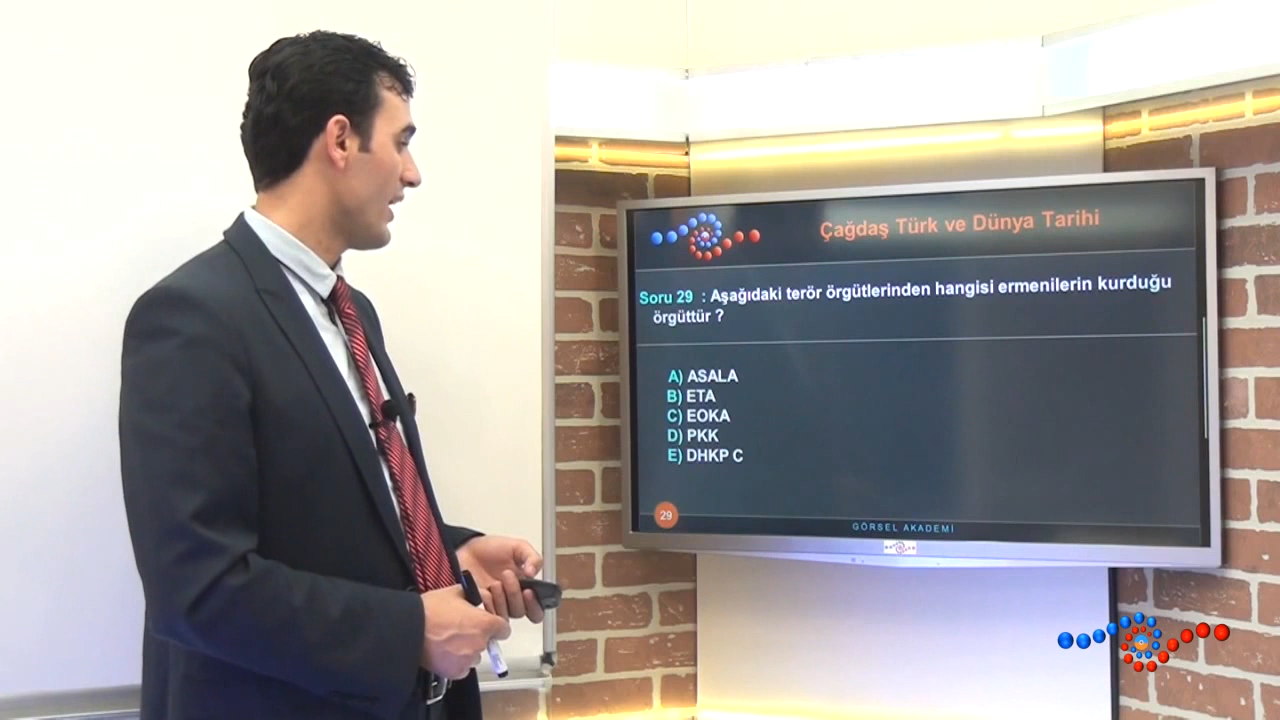 Çağdaş Türk ve Dünya Tarihi
Soru 29 : Aşağıdaki terör örgütlerinden hangisi ermenilerin kurduğu
örgüttür ?
A) ASALA
B) ETA
C) EOKA
D) PKK
E) DHKP C
29
GÖRSEL AKADEMİ